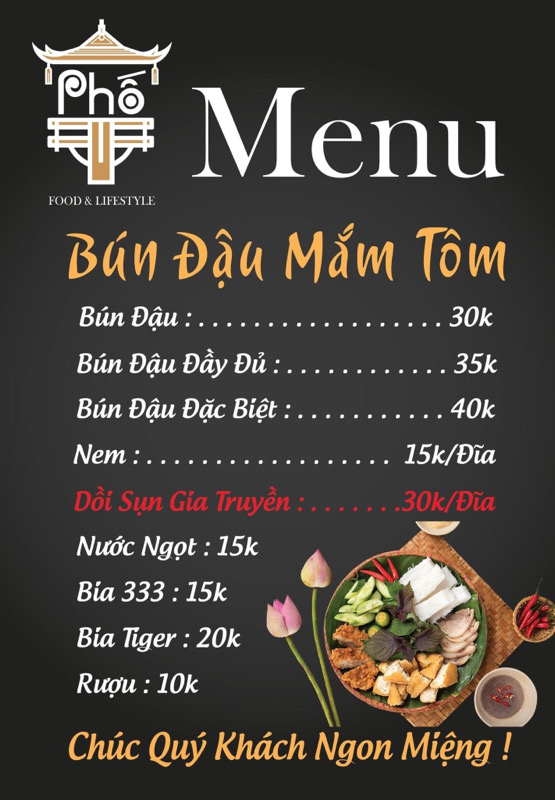 Phố
FOOD & LIFESTYLE
Menu
Bún Đậu Mắm Tôm
Bún Đậu : . . . . . . . . . . . . . . . . . . . 30k
Bún Đậu Đầy Đủ : . . . . . . . . . . . . . 35k
Bún Đậu Đặc Biệt : . . . . . . . . . . . . 40k
Nem : . . . . . . . . . . . . . . . . . . . 15k/Đĩa
Dồi Sụn Gia Truyền : . . . . . . .30k/Đĩa
Nước Ngọt : 15k
Bia 333 : 15k
Bia Tiger : 20k
Rượu : 10k
Chúc Quý Khách Ngon Miệng !